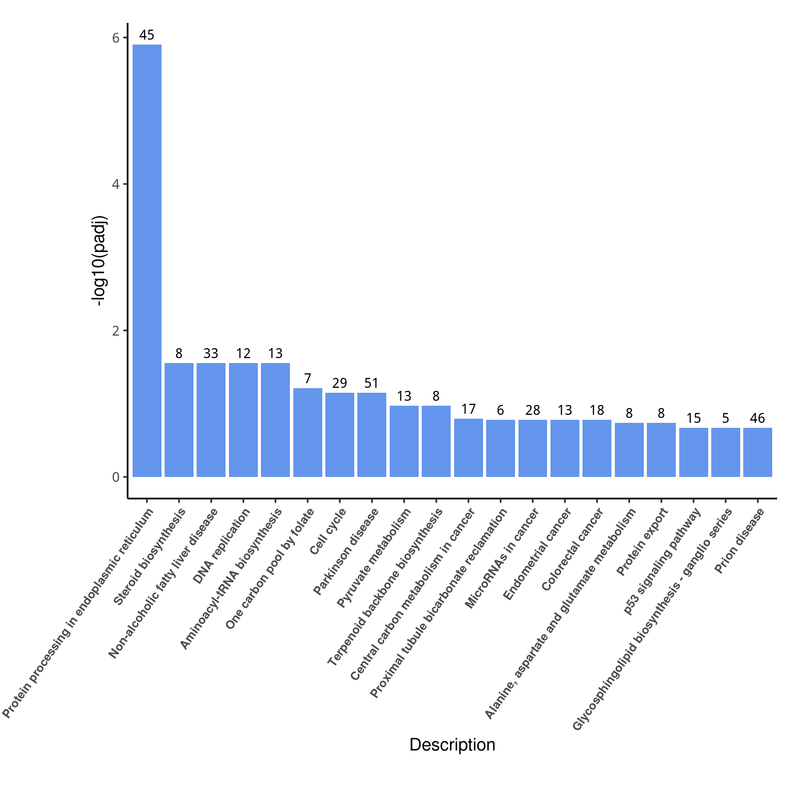 -log10(padj)
6
4
2
0
45
8
33
12
13
7
29
51
13
8
17
6
28
13
18
8
8
15
5
46
Protein processing in endoplasmic reticulum
Steroid biosynthesis
Non-alcoholic fatty liver disease
DNA replication
Aminoacyl-tRNA biosynthesis
One carbon pool by folate
Cell cycle
Parkinson disease
Pyruvate metabolism
Terpenoid backbone biosynthesis
Central carbon metabolism in cancer
Proximal tubule bicarbonate reclamation
MicroRNAs in cancer
Endometrial cancer
Colorectal cancer
Alanine, aspartate and glutamate metabolism
Protein export
p53 signaling pathway
Glycosphingolipid biosynthesis - ganglio series
Prion disease
Description